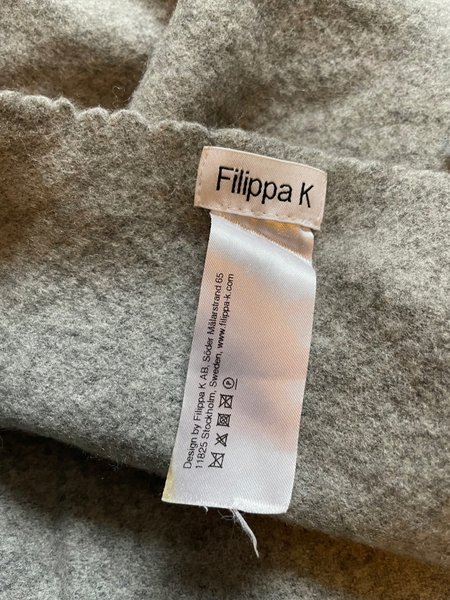 Filippa K
Design by Filippa K AB, Söder Mälarstrand 65
11825 Stockholm, Sweden, www.filippa-k.com